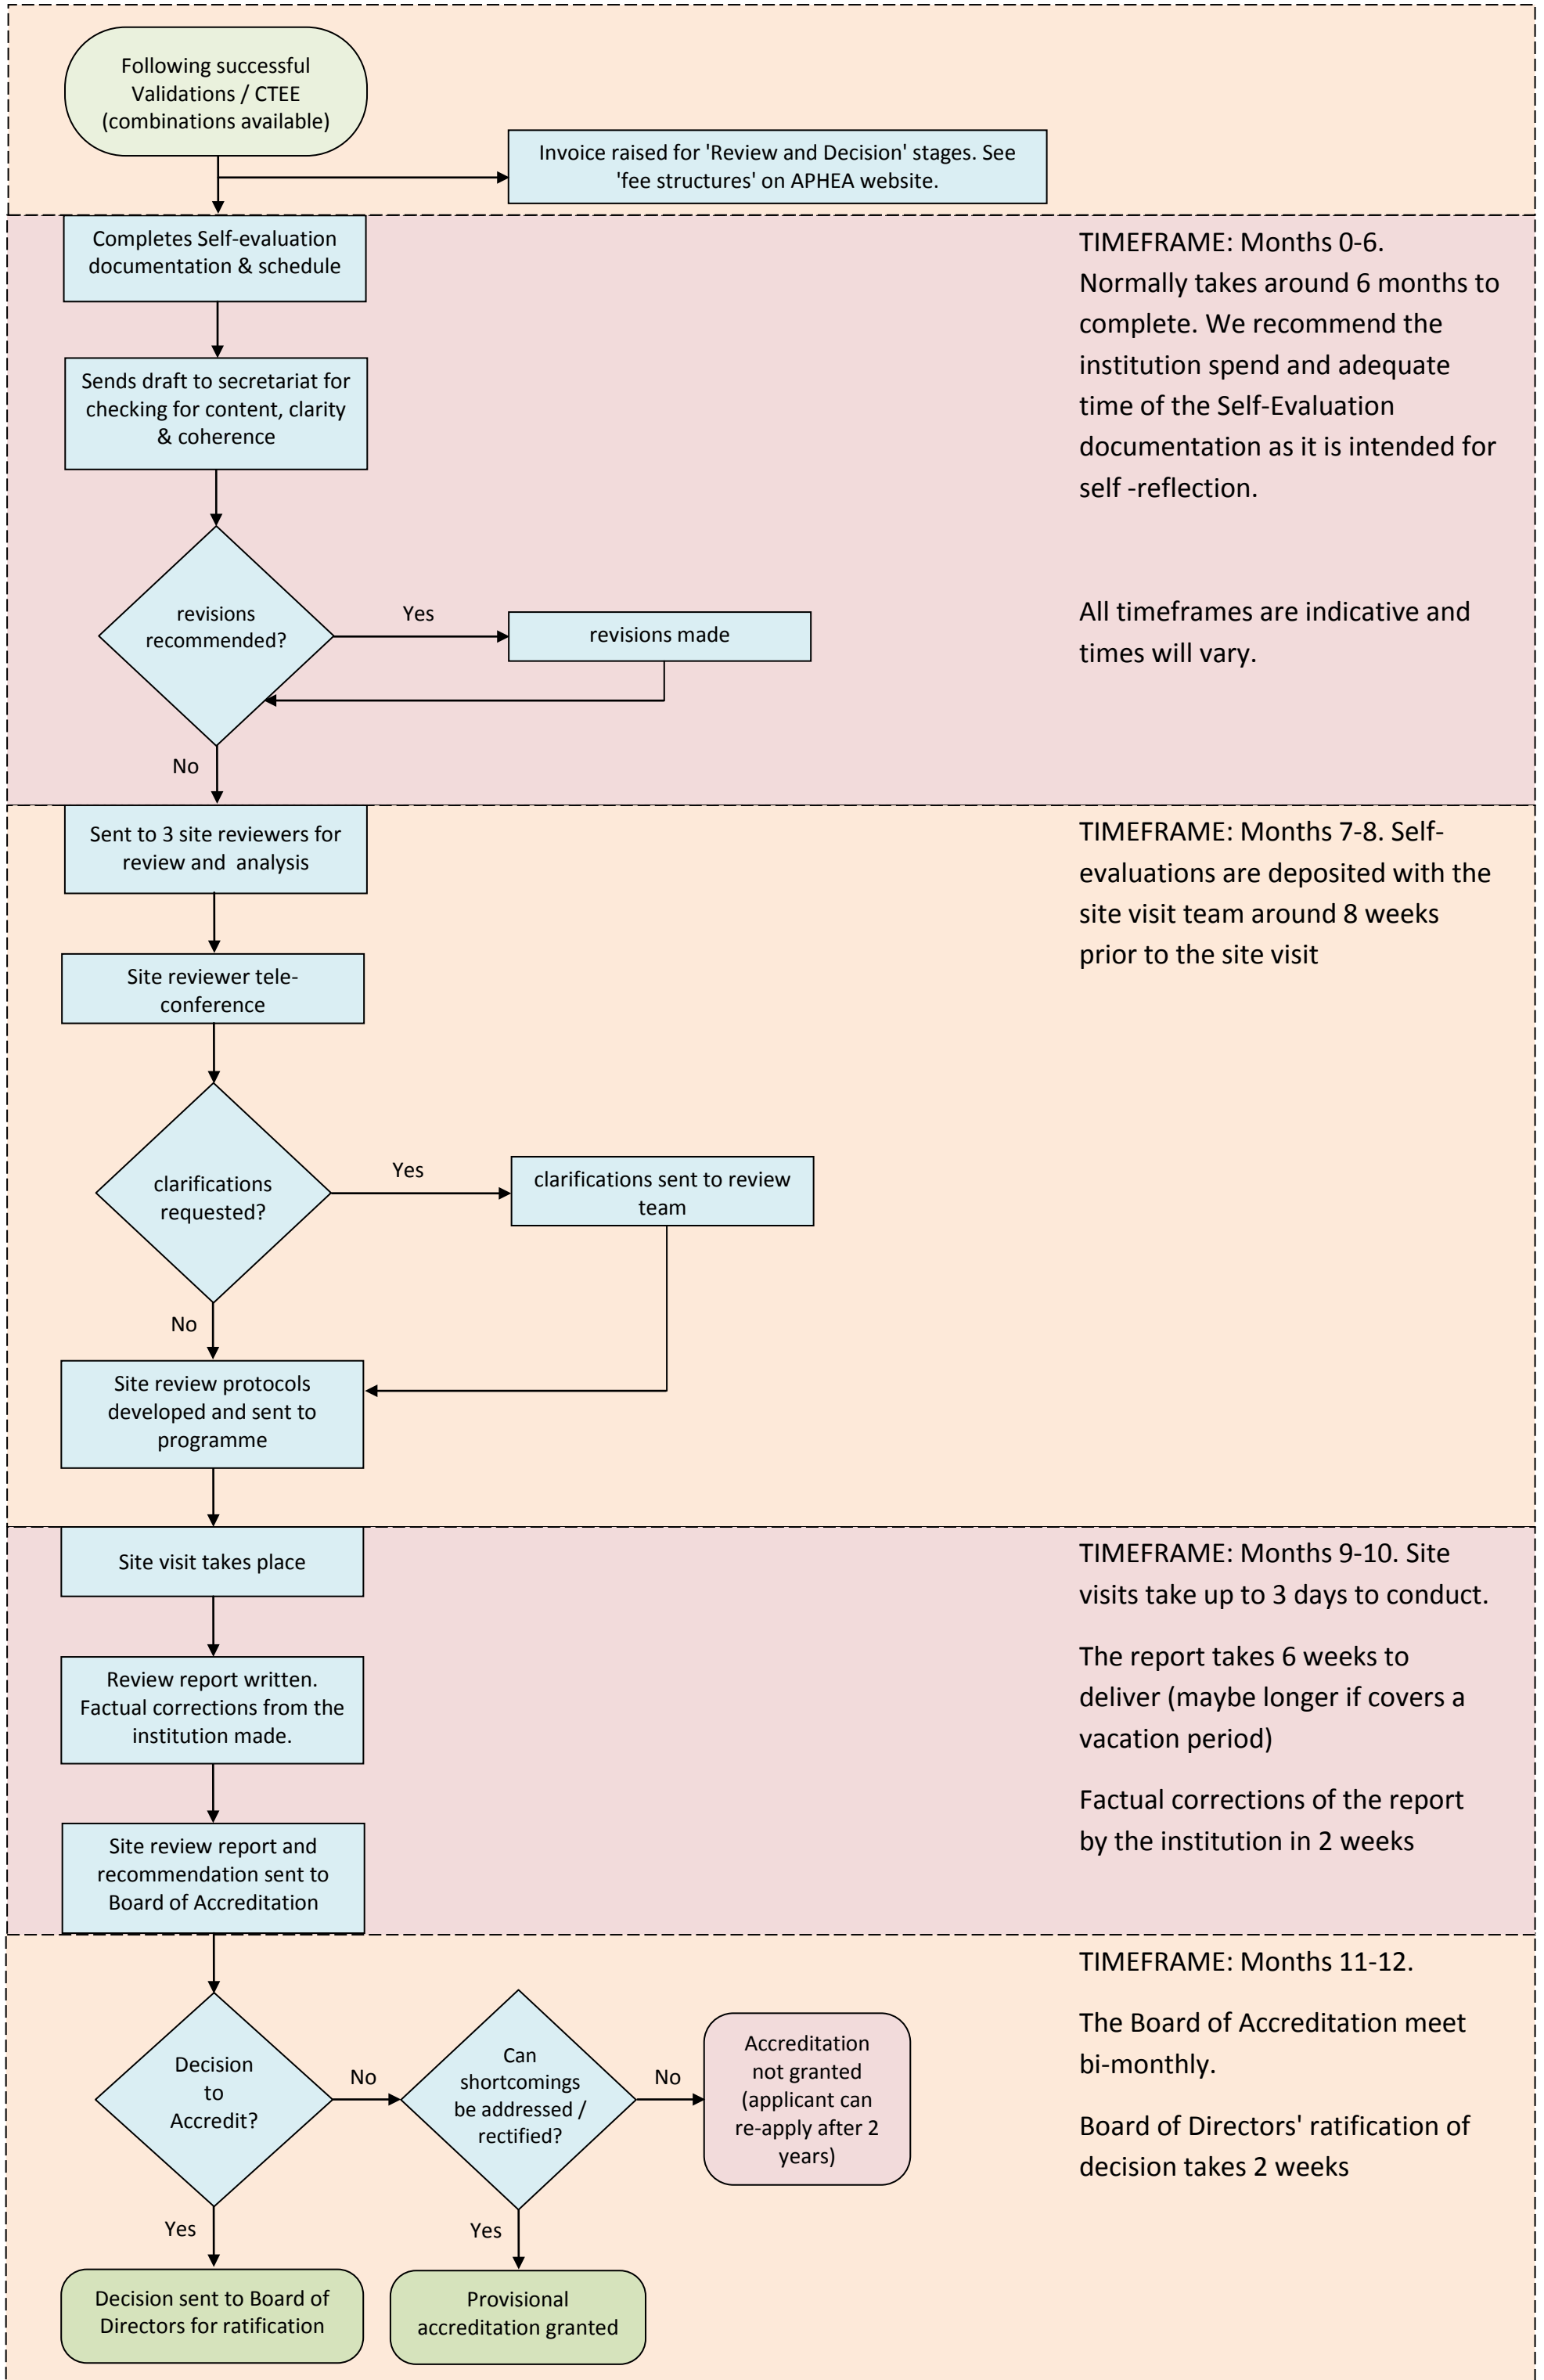 Following successful
Validations / CTEE
(combinations available)
Invoice raised for 'Review and Decision' stages. See
'fee structures' on APHEA website.
Completes Self-evaluation
documentation & schedule
TIMEFRAME: Months 0-6.
Normally takes around 6 months to
complete. We recommend the
institution spend and adequate
time of the Self-Evaluation
documentation as it is intended for
self -reflection.
Sends draft to secretariat for
checking for content, clarity
& coherence
revisions
recommended?
Yes
revisions made
All timeframes are indicative and
times will vary.
No
Sent to 3 site reviewers for
review and analysis
TIMEFRAME: Months 7-8. Self-
evaluations are deposited with the
site visit team around 8 weeks
prior to the site visit
Site reviewer tele-
conference
clarifications
requested?
Yes
clarifications sent to review
team
No
Site review protocols
developed and sent to
programme
Site visit takes place
TIMEFRAME: Months 9-10. Site
visits take up to 3 days to conduct.
The report takes 6 weeks to
deliver (maybe longer if covers a
vacation period)
Factual corrections of the report
by the institution in 2 weeks
Review report written.
Factual corrections from the
institution made.
Site review report and
recommendation sent to
Board of Accreditation
TIMEFRAME: Months 11-12.
The Board of Accreditation meet
bi-monthly.
Board of Directors' ratification of
decision takes 2 weeks
Decision
to
Accredit?
No
Can
shortcomings
be addressed /
rectified?
No
Accreditation
not granted
(applicant can
re-apply after 2
years)
Yes
Yes
Decision sent to Board of
Directors for ratification
Provisional
accreditation granted